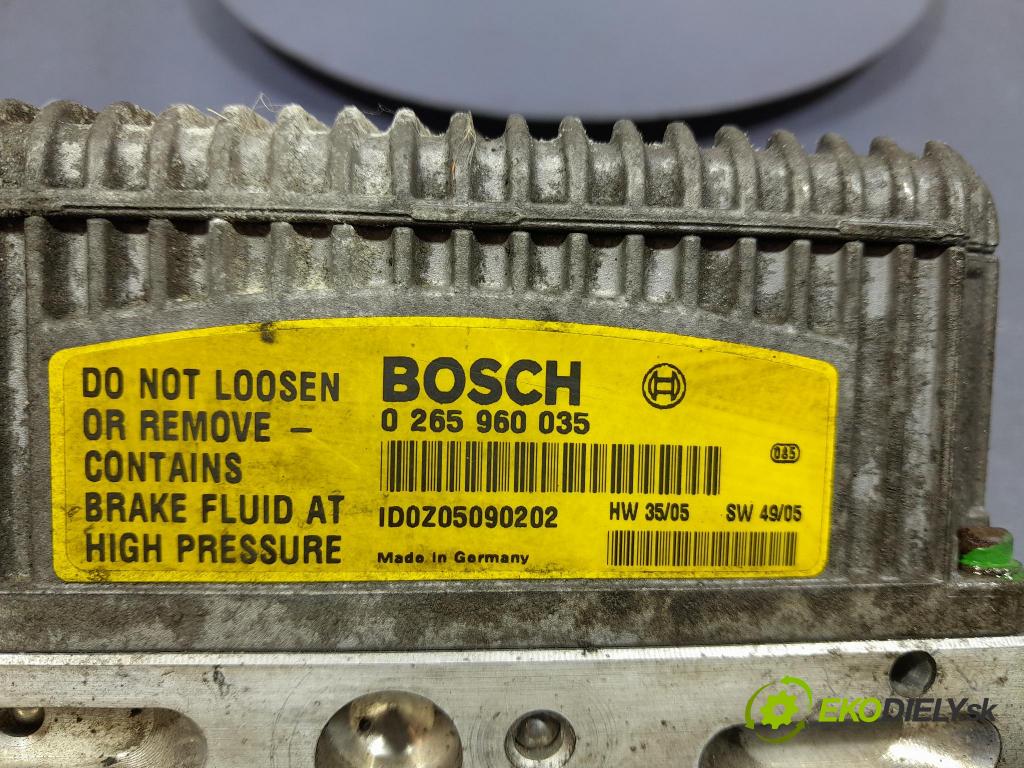 DO NOT LOOSEN
OR REMOVE –
CONTAINS
BRAKE FLUID AT
HIGH PRESSURE
BOSCH
0 265 960 035
085
ID0Z05090202
HW 35/05 SW 49/05
Made in Germany
EKODIELY.sk